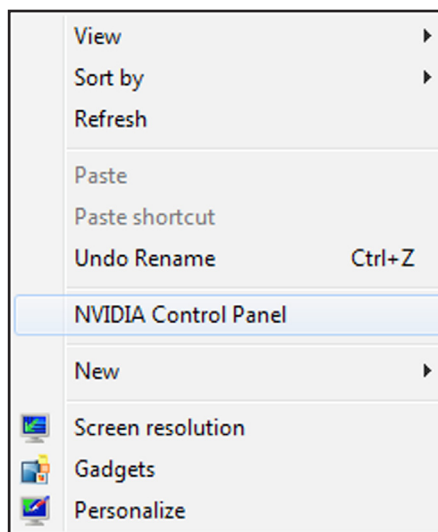 View
Sort by
Refresh
Paste
Paste shortcut
Undo Rename Ctrl+Z
NVIDIA Control Panel
New
Screen resolution
Gadgets
Personalize